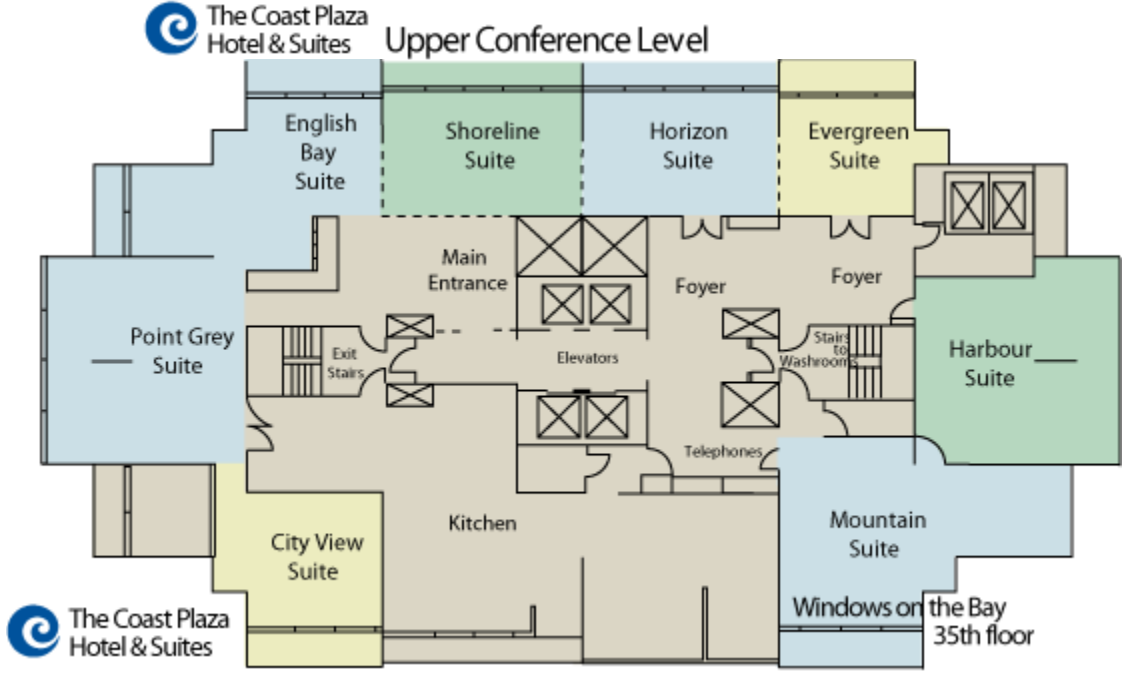 The Coast Plaza
Hotel & Suites
Upper Conference Level
English
Bay
Suite
Shoreline
Suite
Horizon
Suite
Evergreen
Suite
Main
Entrance
Foyer
Foyer
Point Grey
Suite
Exit
Stairs
Elevators
Stairs
to
Washrooms
Harbour
Suite
Telephones
Kitchen
City View
Suite
Mountain
Suite
The Coast Plaza
Hotel & Suites
Windows on the Bay
35th floor